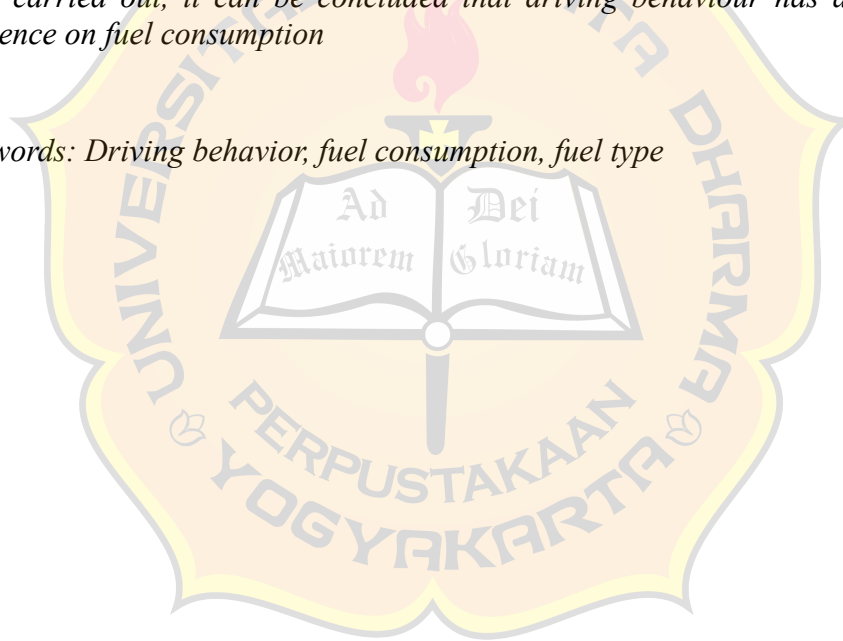 carried out, it can be concluded that driving behaviour has a
ence on fuel consumption
words: Driving behavior, fuel consumption, fuel type
Ad Maiorem
Dei Gloriam
DHARMA
PERPUSTAKAAN
YOGYAKARTA